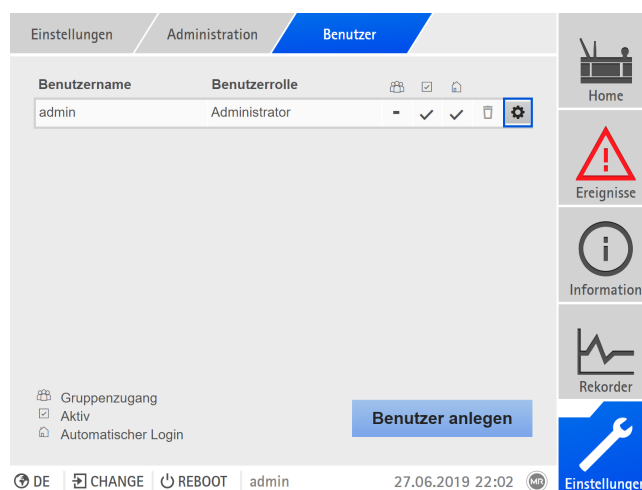 Einstellungen Administration Benutzer
Benutzername Benutzerrolle
admin Administrator
Home
Ereignisse
Information
Rekorder
Gruppenzugang
Aktiv
Automatischer Login
Benutzer anlegen
DE CHANGE REBOOT admin 27.06.2019 22:02 MR
Einstellungen